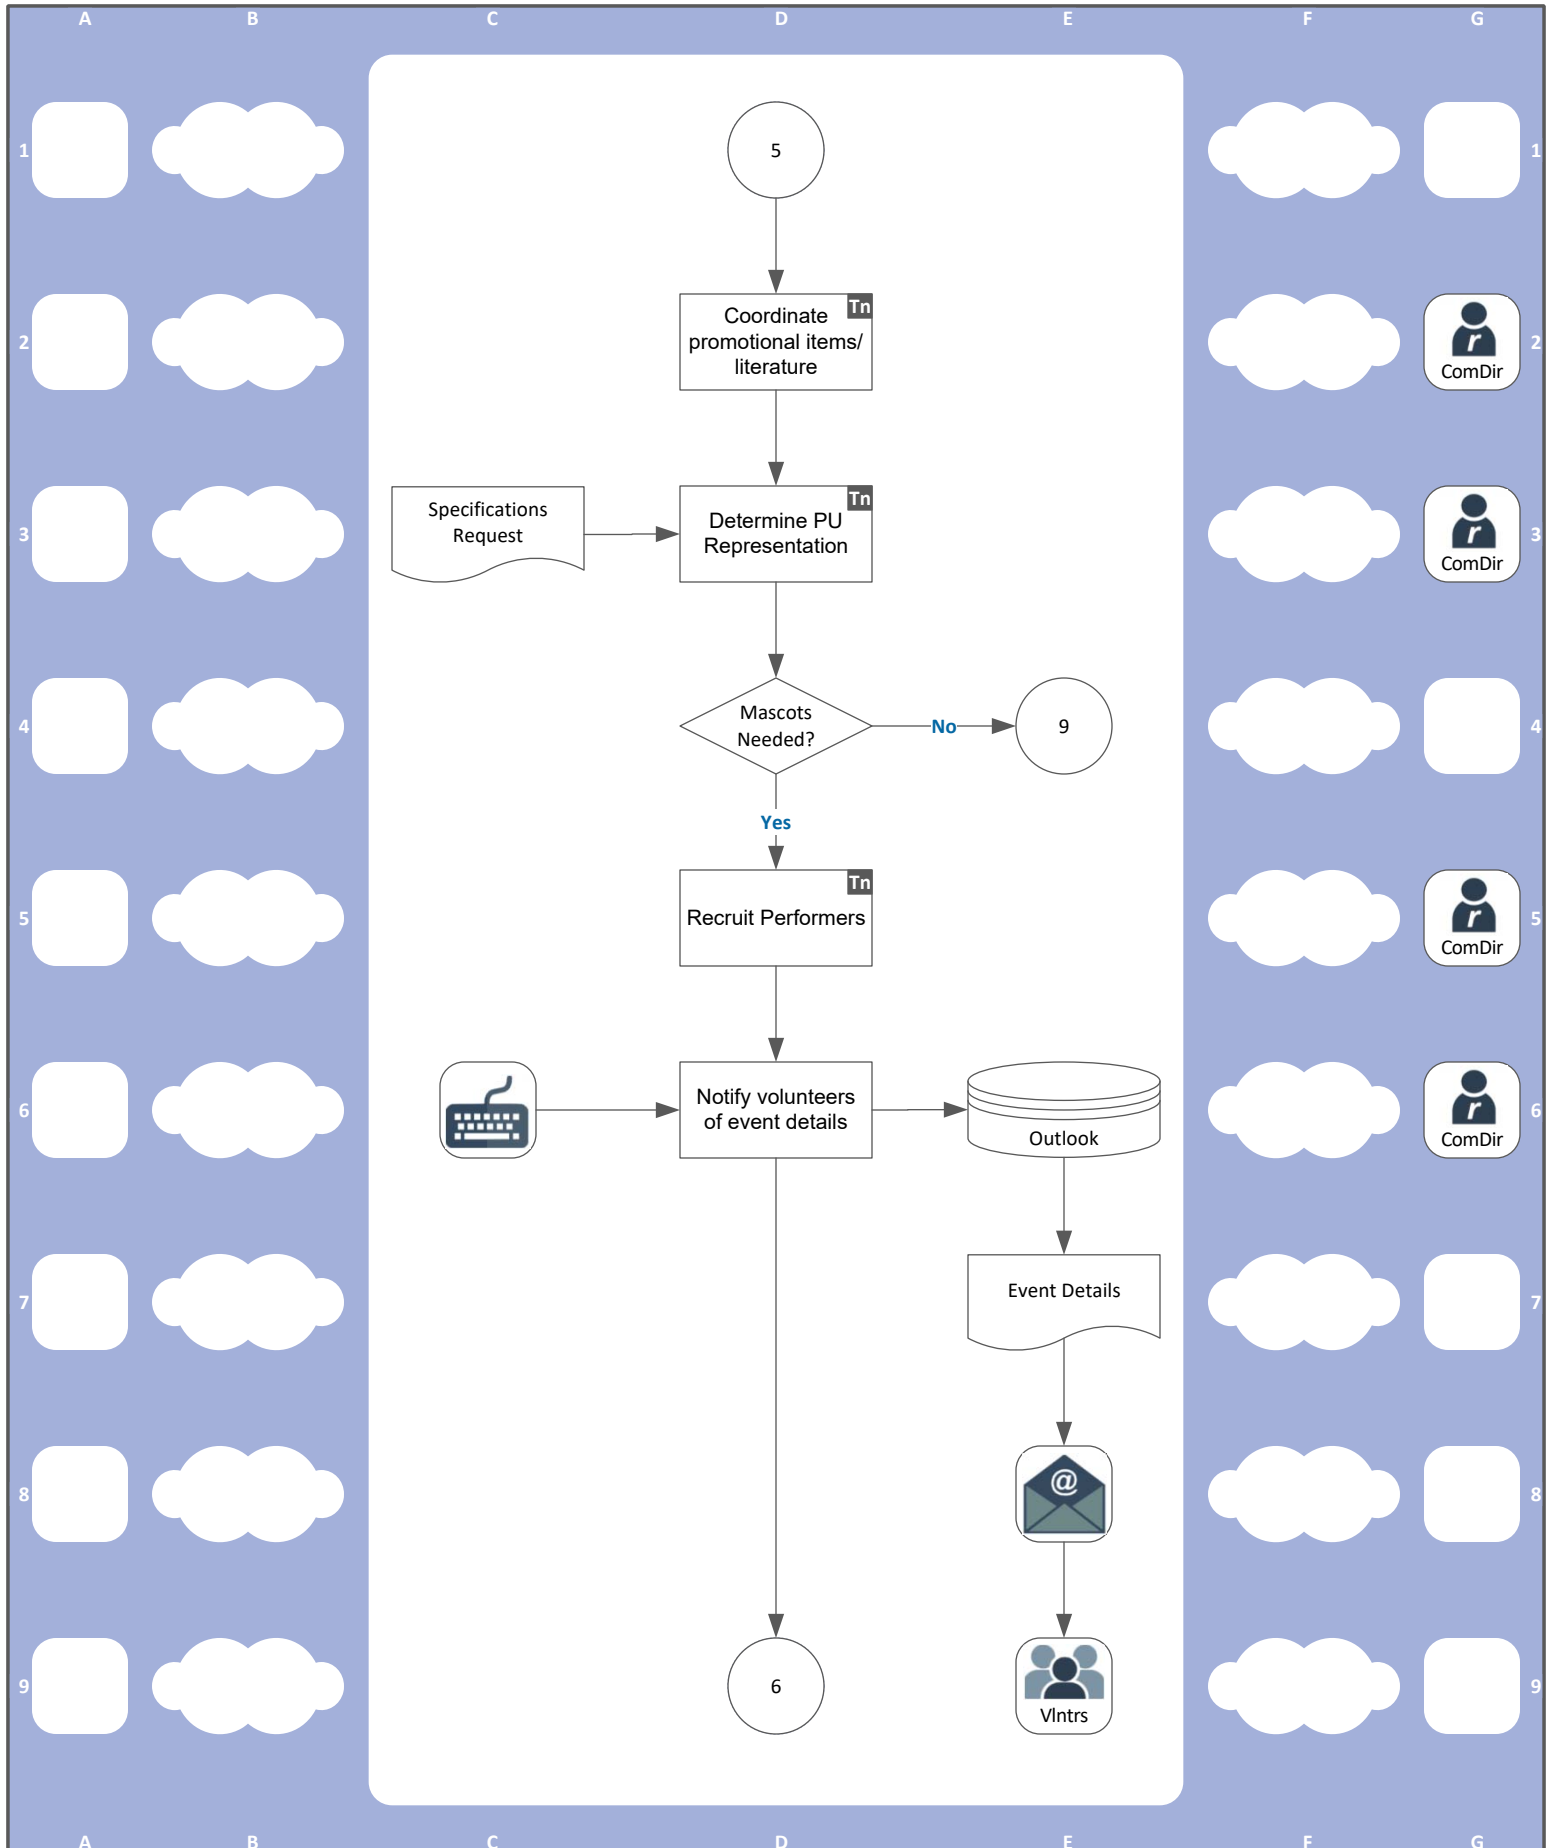 A B C D E F G
1 5 1
Tn
Coordinate
promotional items/
literature
2 ComDir 2
Tn
Specifications
Request
Determine PU
Representation
3 ComDir 3
Mascots
Needed?
4 No 9 4
Yes
Tn
5 Recruit Performers ComDir 5
Notify volunteers
of event details
6 Outlook ComDir 6
7 Event Details 7
8 @ 8
9 6 Vlntrs 9
A B C D E F G